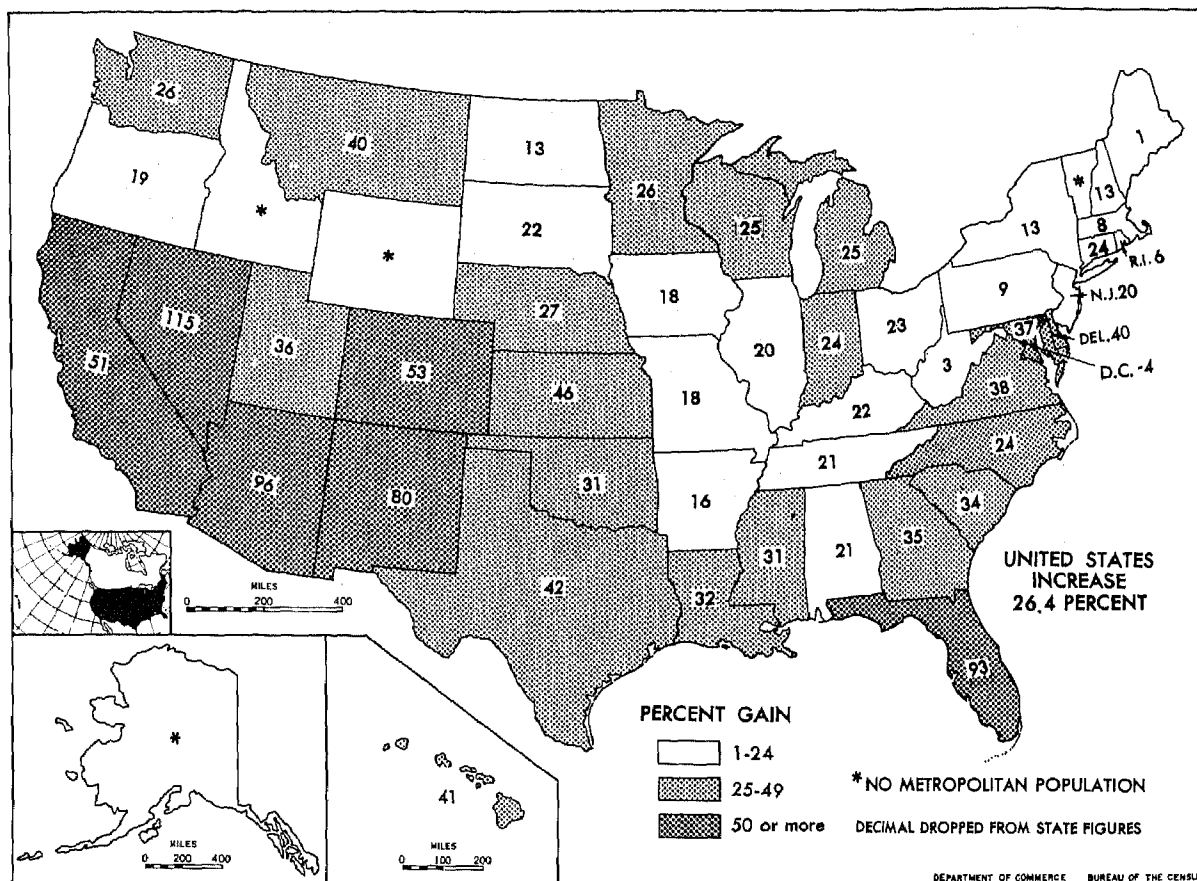 26
40
13
26
25
25
1
*
13
8
24
R.I. 6
19
*
*
22
13
N.J. 20
9
DEL. 40
37
D.C. -4
18
27
20
24
23
3
38
51
115
36
53
46
18
22
24
96
80
31
16
21
34
42
32
31
21
35
93
UNITED STATES
INCREASE
26.4 PERCENT
MILES
0 200 400
*
MILES
0 200 400
41
MILES
0 100 200
PERCENT GAIN
1-24
25-49
50 or more
*NO METROPOLITAN POPULATION
DECIMAL DROPPED FROM STATE FIGURES
DEPARTMENT OF COMMERCE BUREAU OF THE CENSU